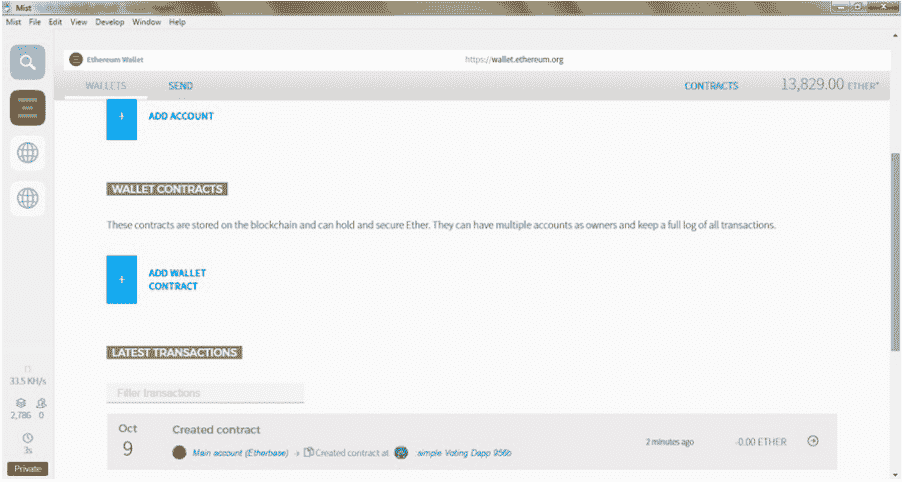 Mist
Mist File Edit View Develop Window Help
Ethereum Wallet https://wallet.ethereum.org
WALLETS SEND CONTRACTS 13,829.00 ETHER*
+ ADD ACCOUNT
WALLET CONTRACTS
These contracts are stored on the blockchain and can hold and secure Ether. They can have multiple accounts as owners and keep a full log of all transactions.
+ ADD WALLET
CONTRACT
LATEST TRANSACTIONS
Filter transactions
Oct
9
Created contract
Main account (Etherbase) → Created contract at simple Voting Dapp 956b
2 minutes ago
-0.00 ETHER
33.5 KH/s
2,786 0
3s
Private